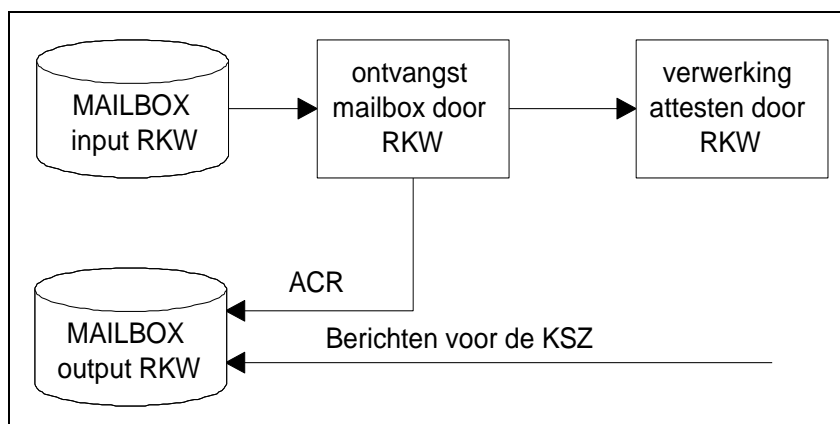 MAILBOX
input RKW
ontvangst
mailbox door
RKW
verwerking
attesten door
RKW
ACR
MAILBOX
output RKW
Berichten voor de KSZ